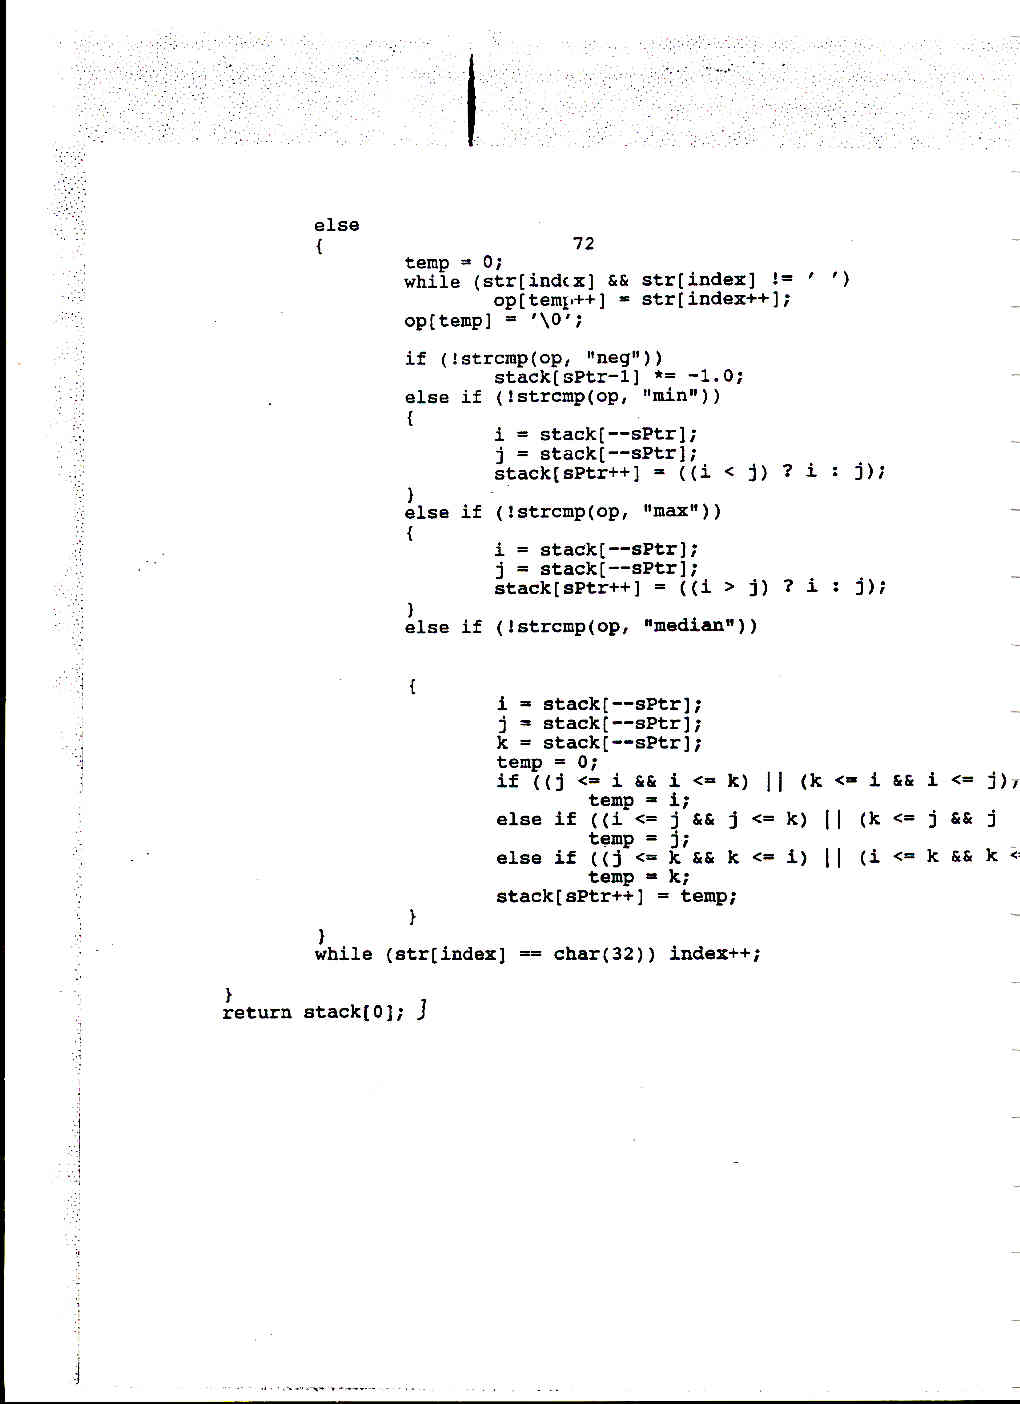 else
{ 72
temp = 0;
while (str[index] && str[index] != ' ')
op[temp++] = str[index++];
op[temp] = '\0';
if (!strcmp(op, "neg"))
stack[sPtr-1] *= -1.0;
else if (!strcmp(op, "min"))
{
i = stack[--sPtr];
j = stack[--sPtr];
stack[sPtr++] = ((i < j) ? i : j);
}
else if (!strcmp(op, "max"))
{
i = stack[--sPtr];
j = stack[--sPtr];
stack[sPtr++] = ((i > j) ? i : j);
}
else if (!strcmp(op, "median"))
{
i = stack[--sPtr];
j = stack[--sPtr];
k = stack[--sPtr];
temp = 0;
if ((j <= i && i <= k) || (k <= i && i <= j),
temp = i;
else if ((i <= j && j <= k) || (k <= j && j
temp = j;
else if ((j <= k && k <= i) || (i <= k && k <
temp = k;
stack[sPtr++] = temp;
}
}
while (str[index] == char(32)) index++;
}
return stack[0]; }